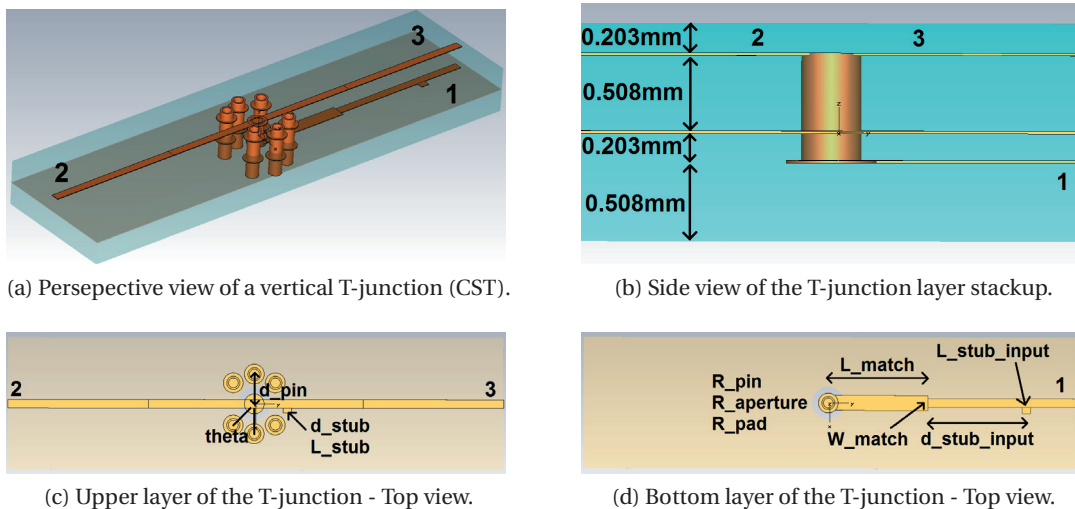 3
1
2
(a) Persepective view of a vertical T-junction (CST).
0.203mm
2
3
0.508mm
z
x
y
0.203mm
1
0.508mm
(b) Side view of the T-junction layer stackup.
2
3
d_pin
y
theta
d_stub
L_stub
(c) Upper layer of the T-junction - Top view.
L_match
L_stub_input
1
R_pin
R_aperture
R_pad
y
x
W_match
d_stub_input
(d) Bottom layer of the T-junction - Top view.